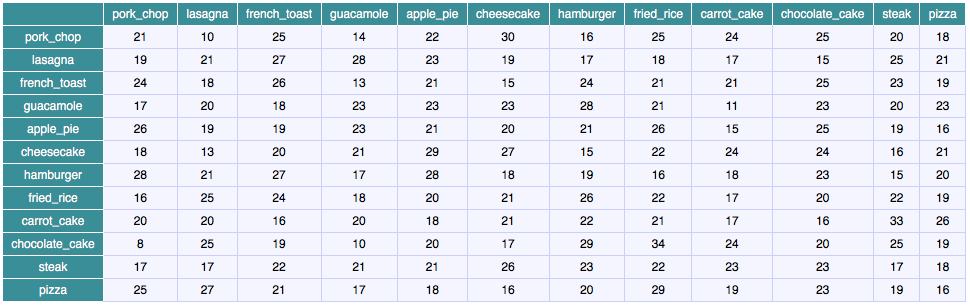 pork_chop lasagna french_toast guacamole apple_pie cheesecake hamburger fried_rice carrot_cake chocolate_cake steak pizza
pork_chop 21 10 25 14 22 30 16 25 24 25 20 18
lasagna 19 21 27 28 23 19 17 18 17 15 25 21
french_toast 24 18 26 13 21 15 24 21 21 25 23 19
guacamole 17 20 18 23 23 23 28 21 11 23 20 23
apple_pie 26 19 19 23 21 20 21 26 15 25 19 16
cheesecake 18 13 20 21 29 27 15 22 24 24 16 21
hamburger 28 21 27 17 28 18 19 16 18 23 15 20
fried_rice 16 25 24 18 20 21 26 22 17 20 22 19
carrot_cake 20 20 16 20 18 21 22 21 17 16 33 26
chocolate_cake 8 25 19 10 20 17 29 34 24 20 25 19
steak 17 17 22 21 21 26 23 22 23 23 17 18
pizza 25 27 21 17 18 16 20 29 19 23 19 16